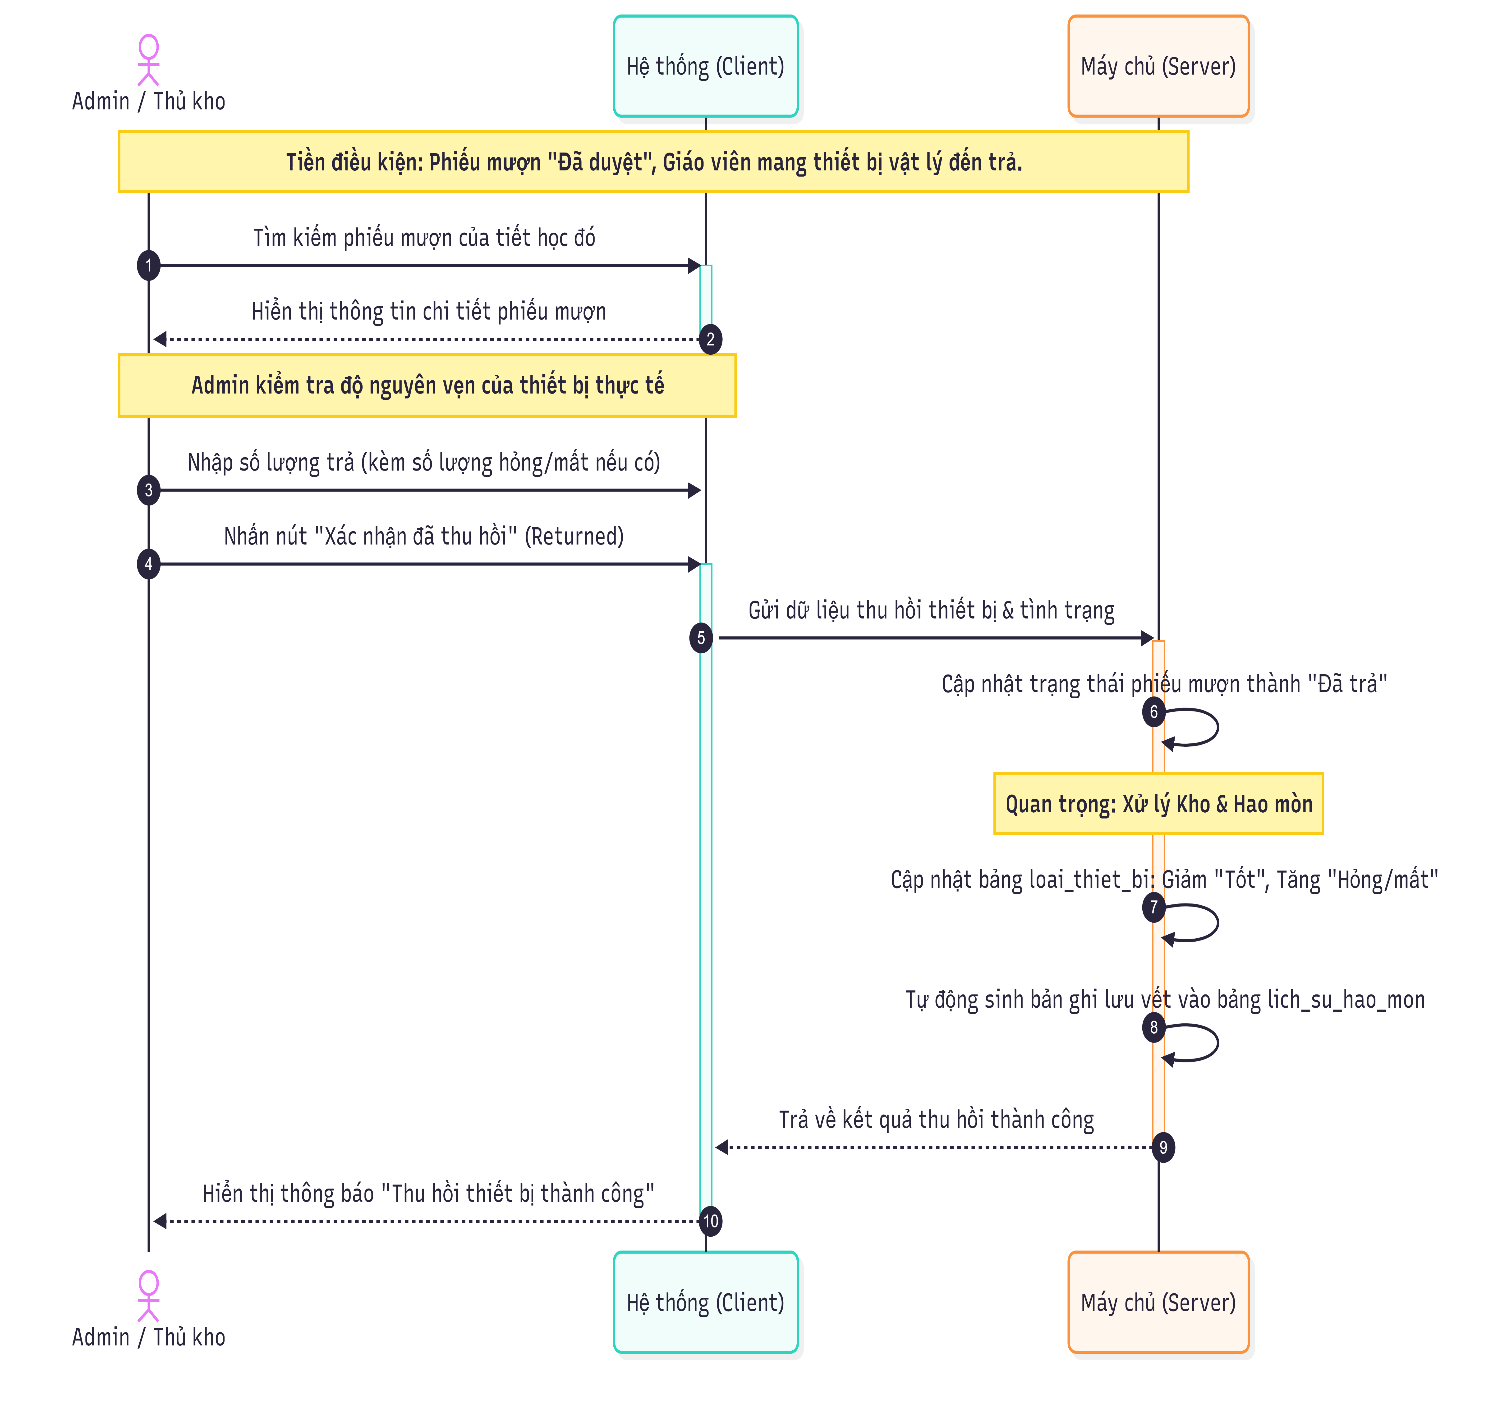 Admin / Thủ kho
Hệ thống (Client)
Máy chủ (Server)
Tiền điều kiện: Phiếu mượn "Đã duyệt", Giáo viên mang thiết bị vật lý đến trả.
Tìm kiếm phiếu mượn của tiết học đó
1
Hiển thị thông tin chi tiết phiếu mượn
2
Admin kiểm tra độ nguyên vẹn của thiết bị thực tế
Nhập số lượng trả (kèm số lượng hỏng/mất nếu có)
3
Nhấn nút "Xác nhận đã thu hồi" (Returned)
4
Gửi dữ liệu thu hồi thiết bị & tình trạng
5
Cập nhật trạng thái phiếu mượn thành "Đã trả"
6
Quan trọng: Xử lý Kho & Hao mòn
Cập nhật bảng loai_thiet_bi: Giảm "Tốt", Tăng "Hỏng/mất"
7
Tự động sinh bản ghi lưu vết vào bảng lich_su_hao_mon
8
Trả về kết quả thu hồi thành công
9
Hiển thị thông báo "Thu hồi thiết bị thành công"
10
Admin / Thủ kho
Hệ thống (Client)
Máy chủ (Server)